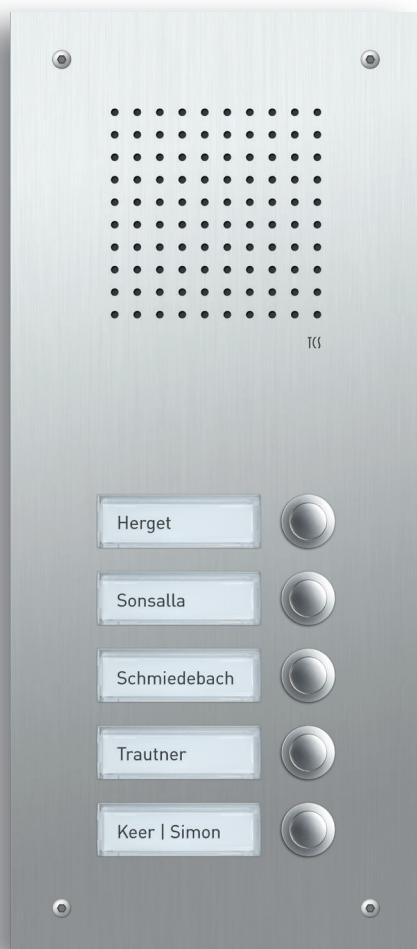 TCS
Herget
Sonsalla
Schmiedebach
Trautner
Keer | Simon